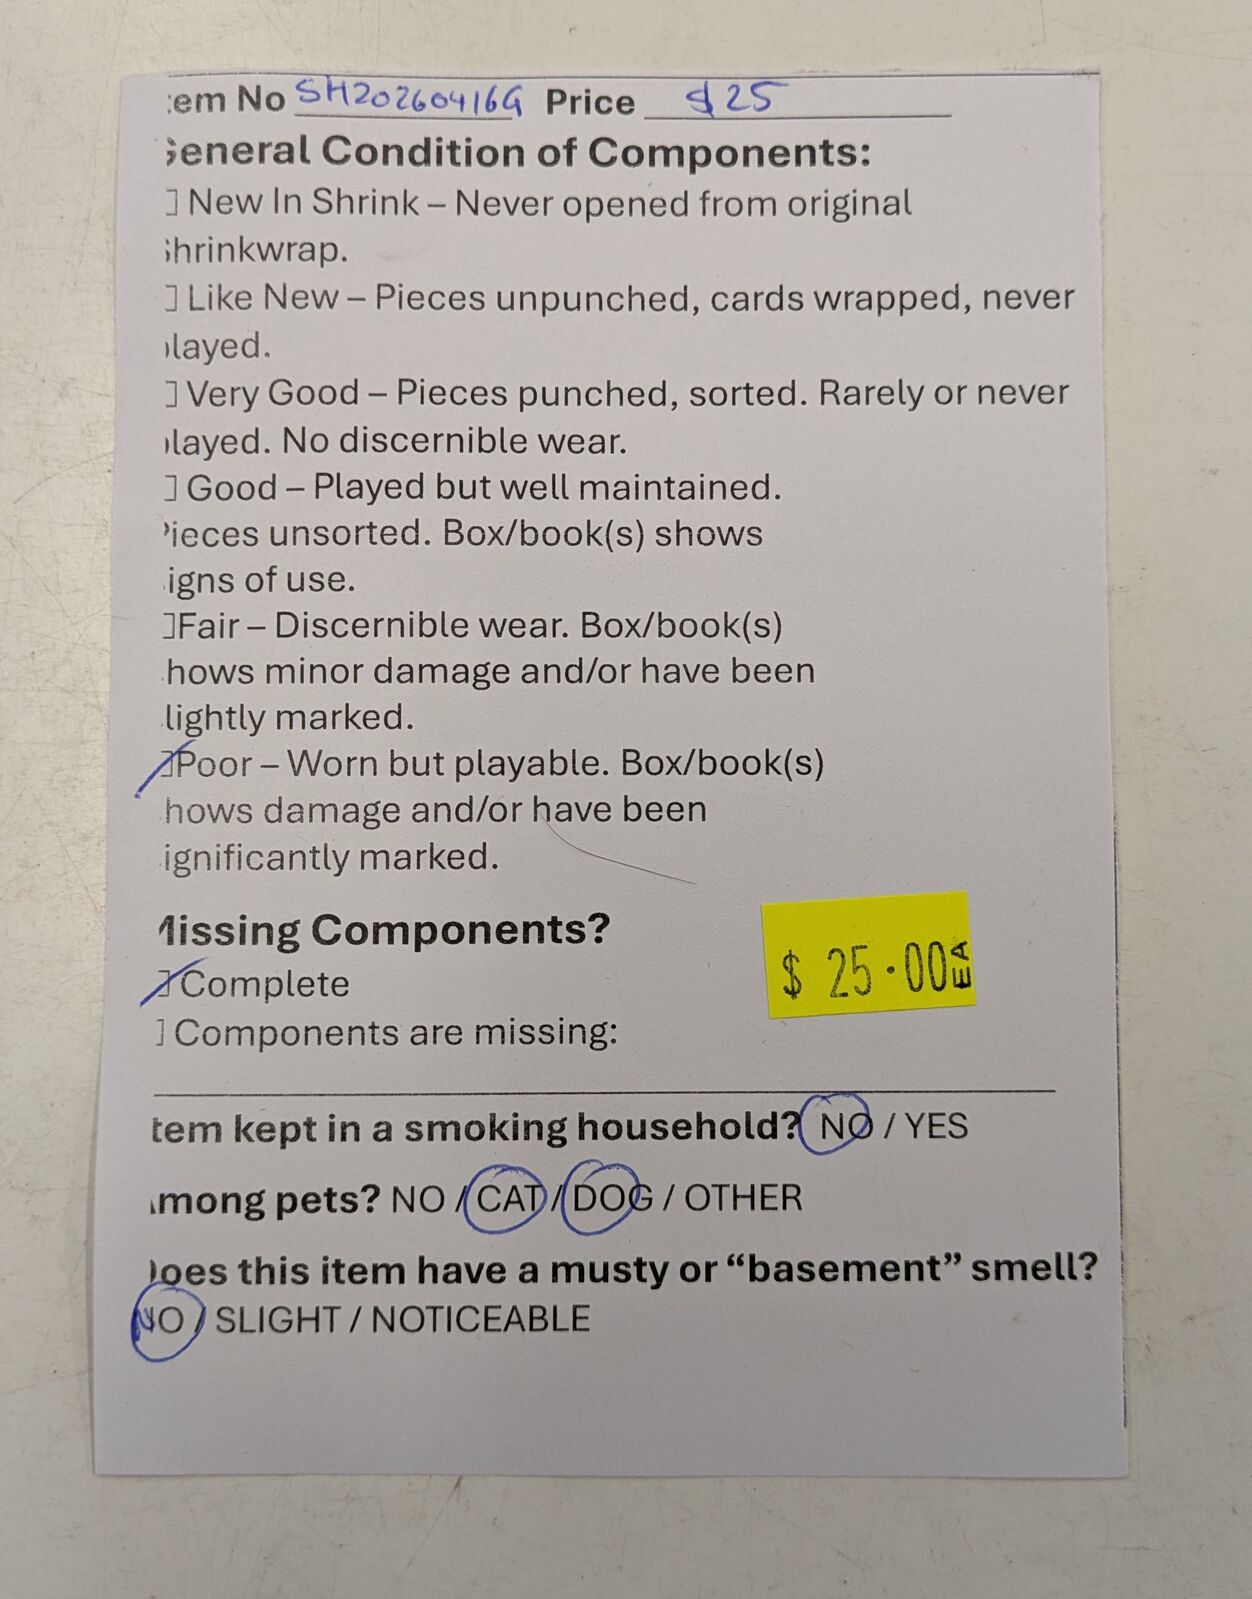 em No SH20260416G Price $25
General Condition of Components:
] New In Shrink – Never opened from original
Shrinkwrap.
] Like New – Pieces unpunched, cards wrapped, never
layed.
] Very Good – Pieces punched, sorted. Rarely or never
layed. No discernible wear.
] Good – Played but well maintained.
Pieces unsorted. Box/book(s) shows
igns of use.
]Fair – Discernible wear. Box/book(s)
hows minor damage and/or have been
lightly marked.
]Poor – Worn but playable. Box/book(s)
hows damage and/or have been
ignificantly marked.
Missing Components?
] Complete
] Components are missing:
$ 25.00 EA
tem kept in a smoking household? NO / YES
mong pets? NO / CAT / DOG / OTHER
Does this item have a musty or “basement” smell?
NO / SLIGHT / NOTICEABLE